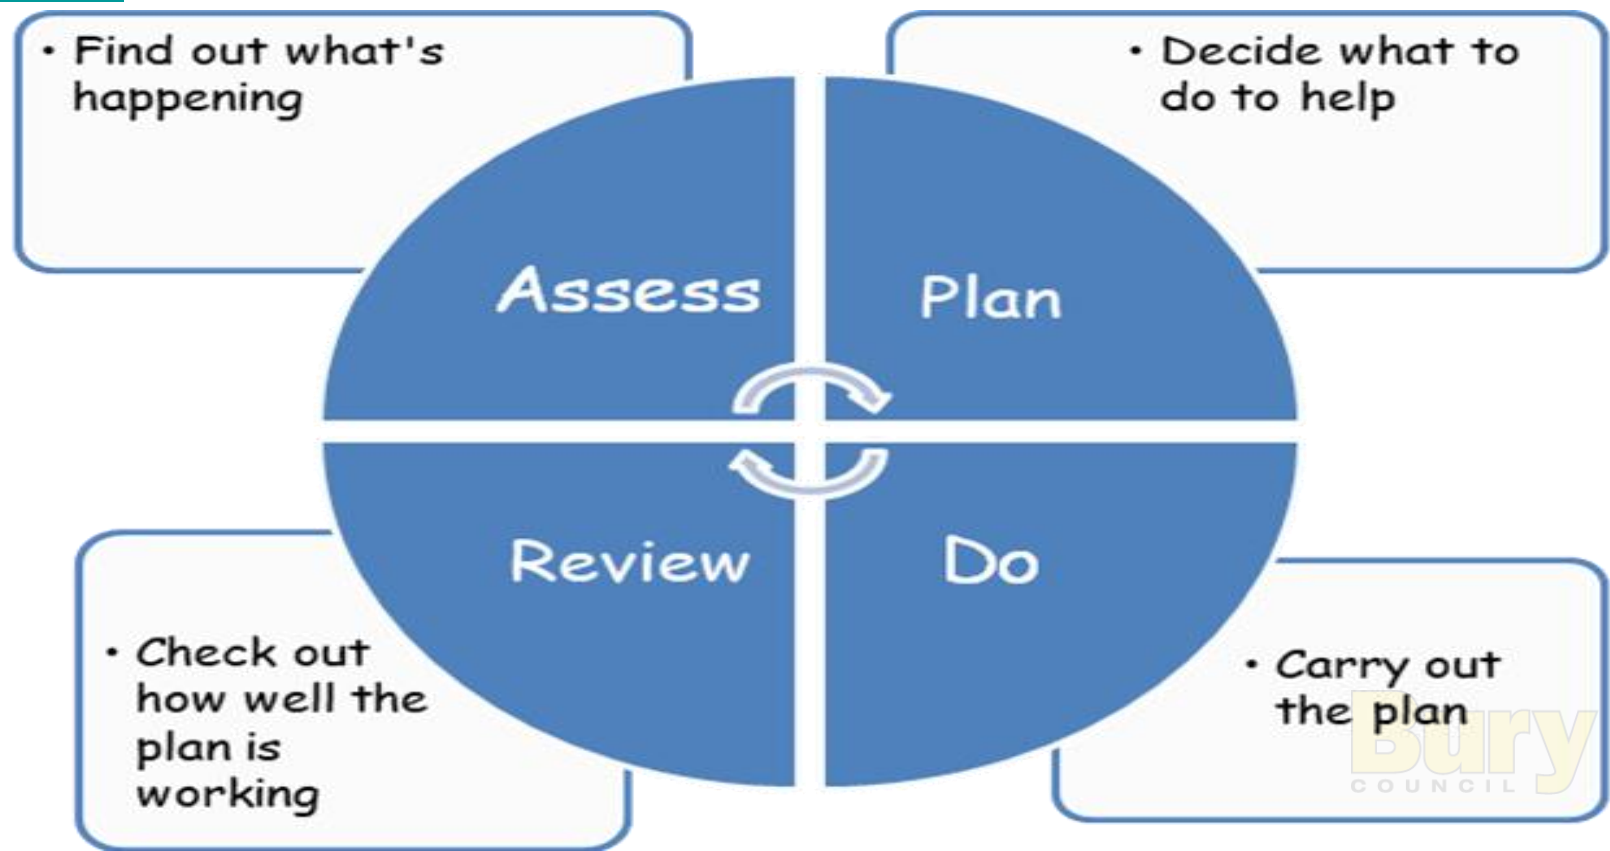 • Find out what's
happening
• Decide what to
do to help
Assess
Plan
Review
Do
• Check out
how well the
plan is
working
• Carry out
the plan
Bury
COUNCIL